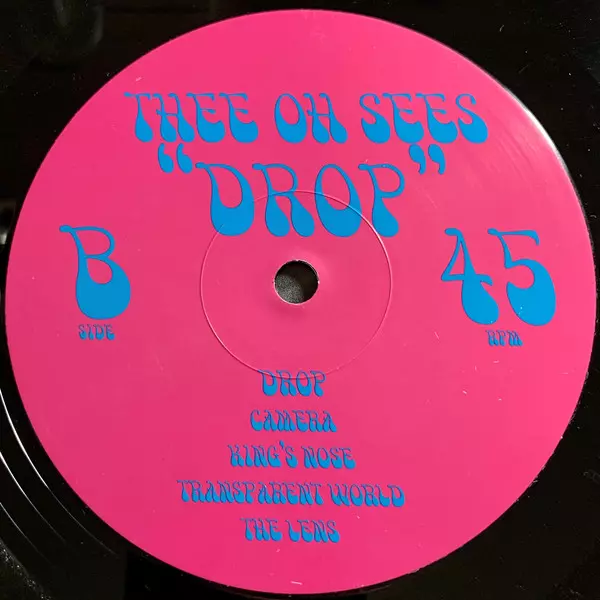 THEE OH SEES
"DROP"
B
SIDE
45
RPM
DROP
CAMERA
KING'S NOSE
TRANSPARENT WORLD
THE LENS